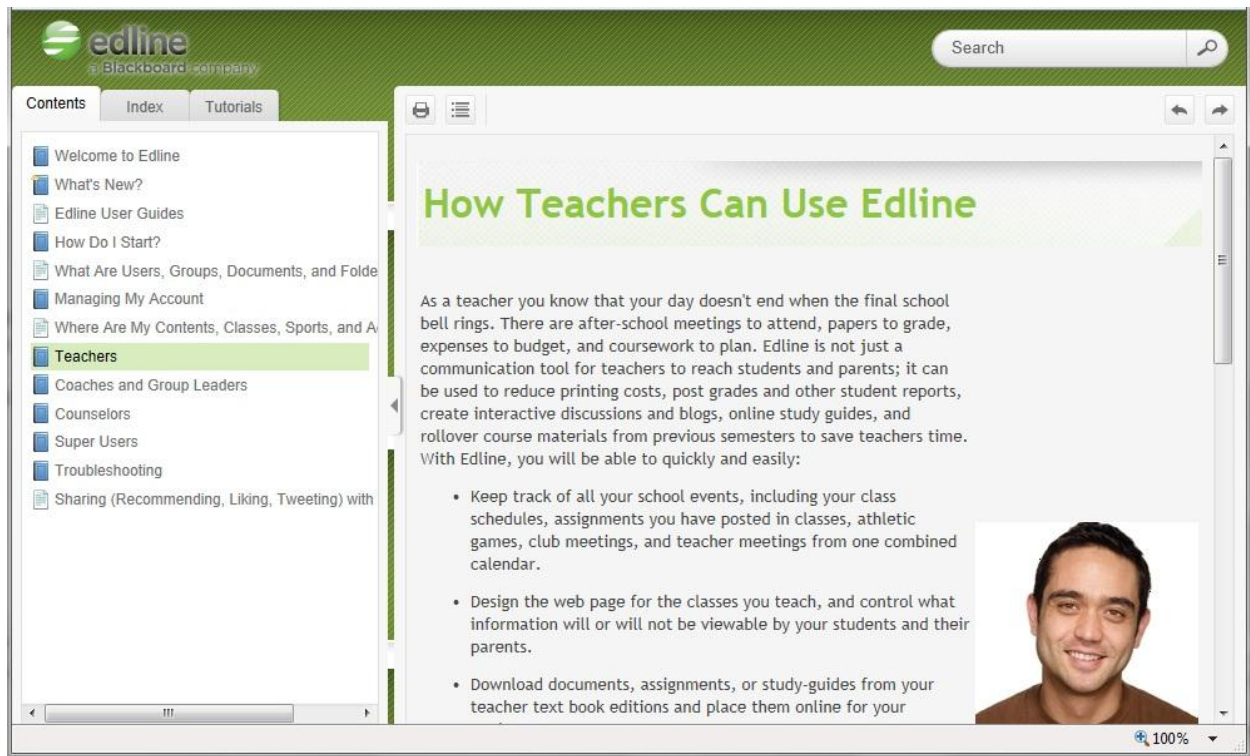 edline
a Blackboard company
Search
Contents
Index
Tutorials
Welcome to Edline
What's New?
Edline User Guides
How Do I Start?
What Are Users, Groups, Documents, and Folde
Managing My Account
Where Are My Contents, Classes, Sports, and A
Teachers
Coaches and Group Leaders
Counselors
Super Users
Troubleshooting
Sharing (Recommending, Liking, Tweeting) with
How Teachers Can Use Edline
As a teacher you know that your day doesn't end when the final school
bell rings. There are after-school meetings to attend, papers to grade,
expenses to budget, and coursework to plan. Edline is not just a
communication tool for teachers to reach students and parents; it can
be used to reduce printing costs, post grades and other student reports,
create interactive discussions and blogs, online study guides, and
rollover course materials from previous semesters to save teachers time.
With Edline, you will be able to quickly and easily:
• Keep track of all your school events, including your class
schedules, assignments you have posted in classes, athletic
games, club meetings, and teacher meetings from one combined
calendar.
• Design the web page for the classes you teach, and control what
information will or will not be viewable by your students and their
parents.
• Download documents, assignments, or study-guides from your
teacher text book editions and place them online for your
100%